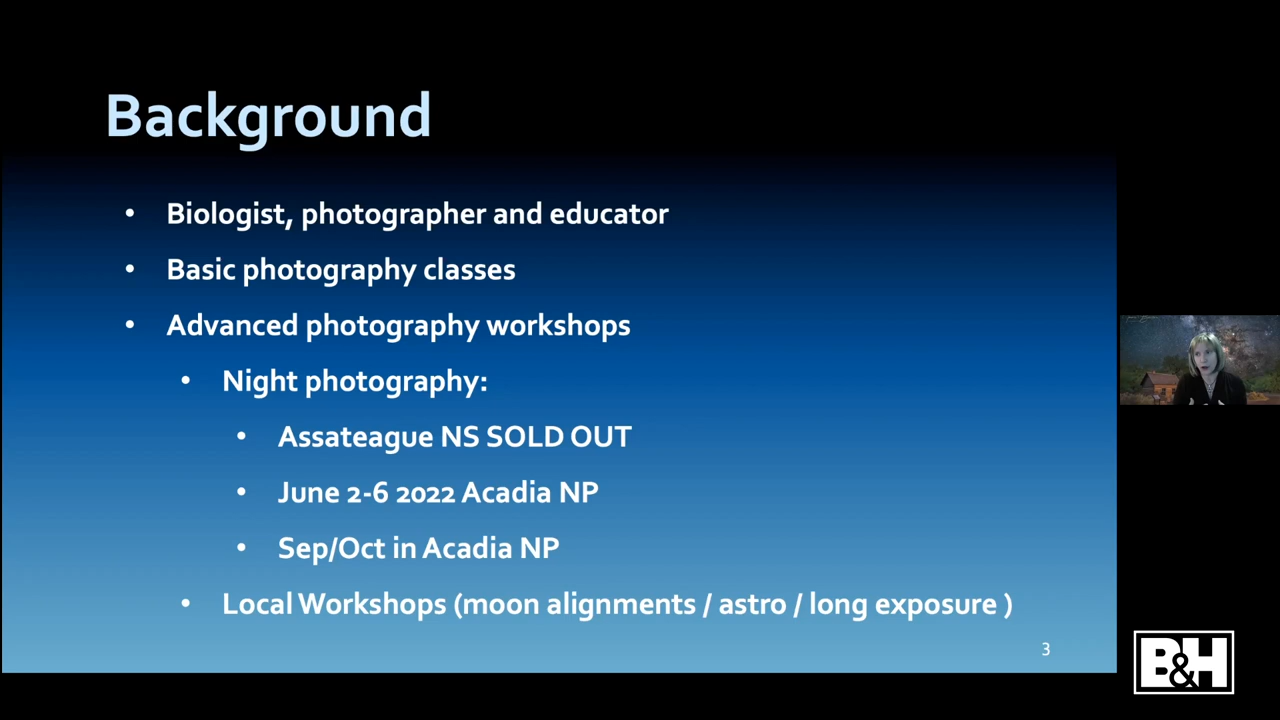 Background
• Biologist, photographer and educator
• Basic photography classes
• Advanced photography workshops
• Night photography:
• Assateague NS SOLD OUT
• June 2-6 2022 Acadia NP
• Sep/Oct in Acadia NP
• Local Workshops (moon alignments / astro / long exposure )
3
B&H